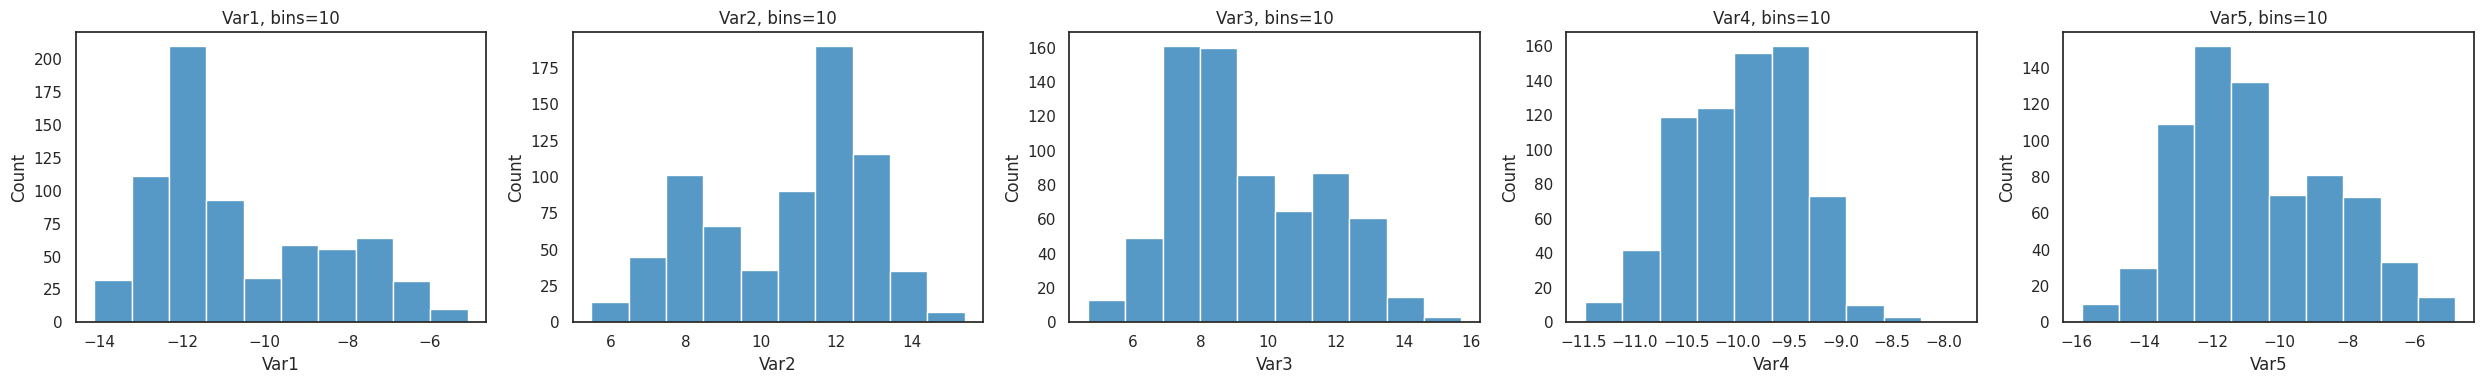 Var1, bins=10
200
175
150
125
100
75
50
25
0
Count
−14 −12 −10 −8 −6
Var1
Var2, bins=10
175
150
125
100
75
50
25
0
Count
6 8 10 12 14
Var2
Var3, bins=10
160
140
120
100
80
60
40
20
0
Count
6 8 10 12 14 16
Var3
Var4, bins=10
160
140
120
100
80
60
40
20
0
Count
−11.5 −11.0 −10.5 −10.0 −9.5 −9.0 −8.5 −8.0
Var4
Var5, bins=10
140
120
100
80
60
40
20
0
Count
−16 −14 −12 −10 −8 −6
Var5